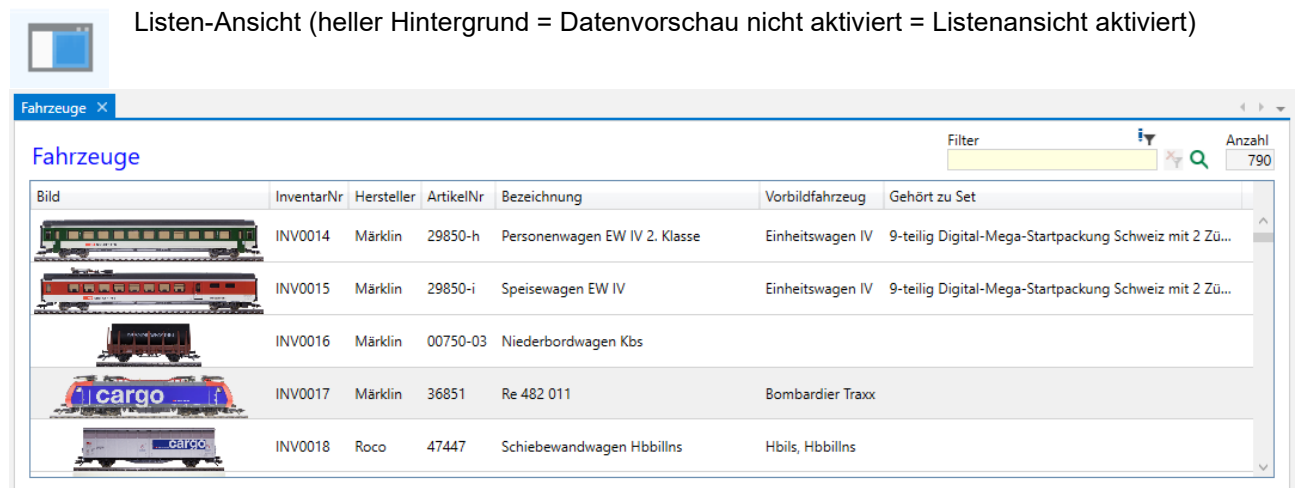 Listen-Ansicht (heller Hintergrund = Datenvorschau nicht aktiviert = Listenansicht aktiviert)
Fahrzeuge
Fahrzeuge
Filter
Anzahl
790
Bild InventarNr Hersteller ArtikelNr Bezeichnung Vorbildfahrzeug Gehört zu Set
INV0014 Märklin 29850-h Personenwagen EW IV 2. Klasse Einheitswagen IV 9-teilig Digital-Mega-Startpackung Schweiz mit 2 Zü...
INV0015 Märklin 29850-i Speisewagen EW IV Einheitswagen IV 9-teilig Digital-Mega-Startpackung Schweiz mit 2 Zü...
INV0016 Märklin 00750-03 Niederbordwagen Kbs
cargo INV0017 Märklin 36851 Re 482 011 Bombardier Traxx
cargo INV0018 Roco 47447 Schiebewandwagen Hbbillns Hbils, Hbbillns